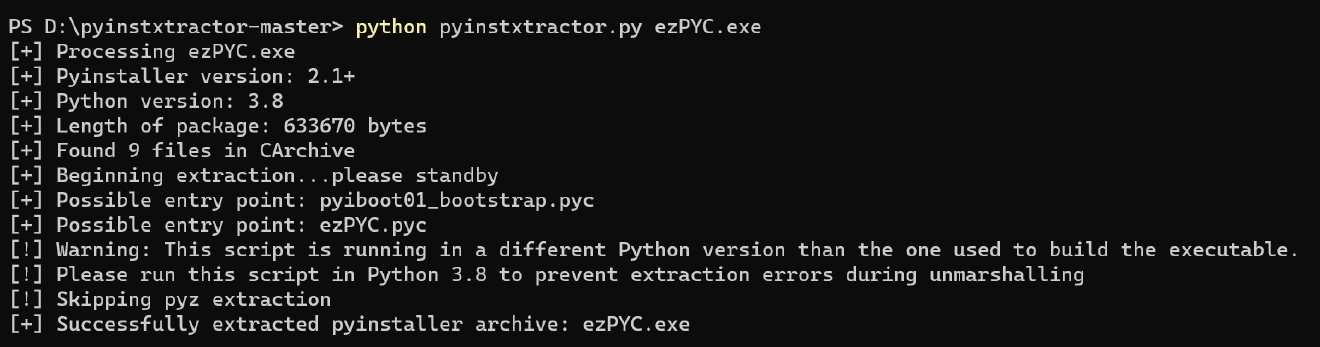 PS D:\pyinstxtractor-master> python pyinstxtractor.py ezPYC.exe
[+] Processing ezPYC.exe
[+] Pyinstaller version: 2.1+
[+] Python version: 3.8
[+] Length of package: 633670 bytes
[+] Found 9 files in CArchive
[+] Beginning extraction...please standby
[+] Possible entry point: pyiboot01_bootstrap.pyc
[+] Possible entry point: ezPYC.pyc
[!] Warning: This script is running in a different Python version than the one used to build the executable.
[!] Please run this script in Python 3.8 to prevent extraction errors during unmarshalling
[!] Skipping pyz extraction
[+] Successfully extracted pyinstaller archive: ezPYC.exe